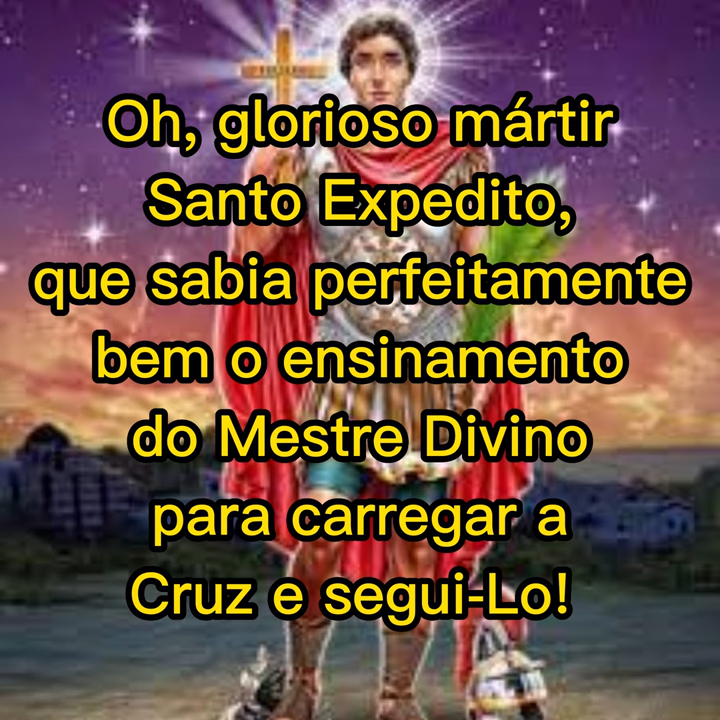 Oh, glorioso mártir
Santo Expedito,
que sabia perfeitamente
bem o ensinamento
do Mestre Divino
para carregar a
Cruz e segui-Lo!